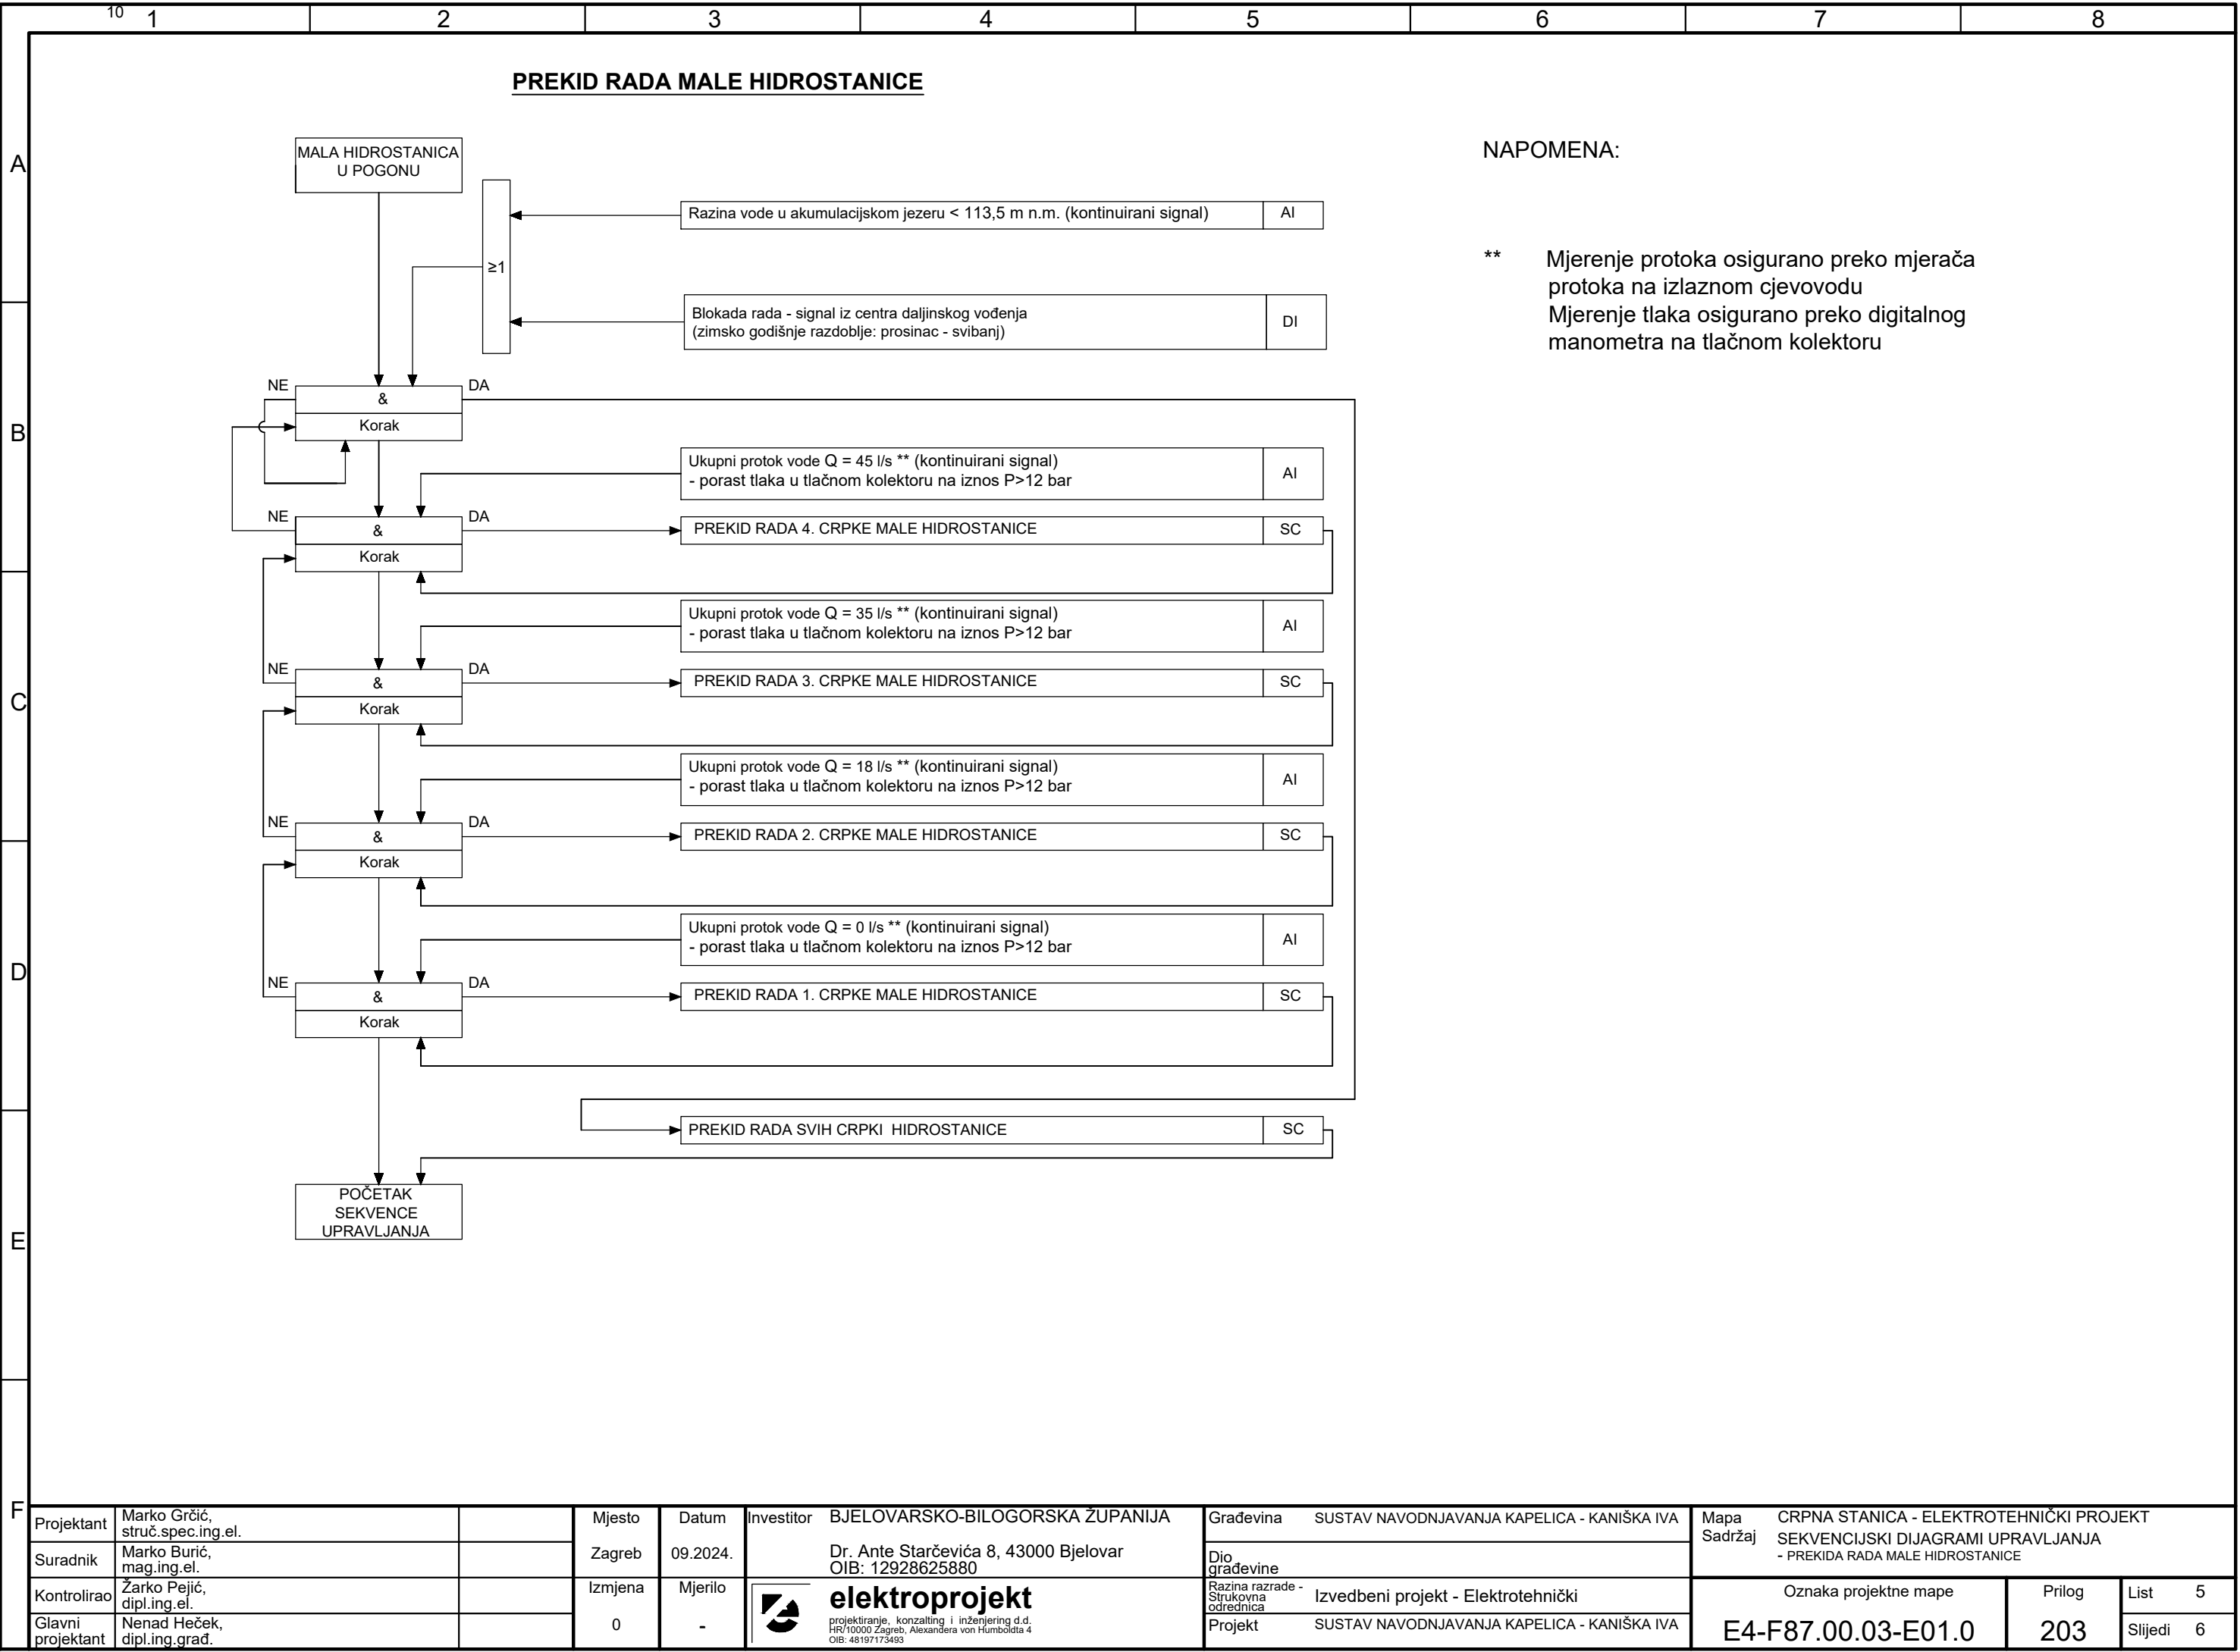 10 1 2 3 4 5 6 7 8
A
B
C
D
E
F
PREKID RADA MALE HIDROSTANICE
MALA HIDROSTANICA
U POGONU
≥1
Razina vode u akumulacijskom jezeru < 113,5 m n.m. (kontinuirani signal) AI
Blokada rada - signal iz centra daljinskog vođenja
(zimsko godišnje razdoblje: prosinac - svibanj)
DI
NAPOMENA:
** Mjerenje protoka osigurano preko mjerača
protoka na izlaznom cjevovodu
Mjerenje tlaka osigurano preko digitalnog
manometra na tlačnom kolektoru
NE & DA
Korak
Ukupni protok vode Q = 45 l/s ** (kontinuirani signal)
- porast tlaka u tlačnom kolektoru na iznos P>12 bar
AI
NE & DA
Korak
PREKID RADA 4. CRPKE MALE HIDROSTANICE SC
Ukupni protok vode Q = 35 l/s ** (kontinuirani signal)
- porast tlaka u tlačnom kolektoru na iznos P>12 bar
AI
NE & DA
Korak
PREKID RADA 3. CRPKE MALE HIDROSTANICE SC
Ukupni protok vode Q = 18 l/s ** (kontinuirani signal)
- porast tlaka u tlačnom kolektoru na iznos P>12 bar
AI
NE & DA
Korak
PREKID RADA 2. CRPKE MALE HIDROSTANICE SC
Ukupni protok vode Q = 0 l/s ** (kontinuirani signal)
- porast tlaka u tlačnom kolektoru na iznos P>12 bar
AI
NE & DA
Korak
PREKID RADA 1. CRPKE MALE HIDROSTANICE SC
PREKID RADA SVIH CRPKI HIDROSTANICE SC
POČETAK
SEKVENCE
UPRAVLJANJA
Projektant
Marko Grčić,
struč.spec.ing.el.
Suradnik
Marko Burić,
mag.ing.el.
Kontrolirao
Žarko Pejić,
dipl.ing.el.
Glavni
projektant
Nenad Heček,
dipl.ing.građ.
Mjesto
Zagreb
Datum
09.2024.
Izmjena
0
Mjerilo
-
Investitor BJELOVARSKO-BILOGORSKA ŽUPANIJA
Dr. Ante Starčevića 8, 43000 Bjelovar
OIB: 12928625880
elektroprojekt
projektiranje, konzalting i inženjering d.d.
HR/10000 Zagreb, Alexandera von Humboldta 4
OIB: 48197173493
Građevina SUSTAV NAVODNJAVANJA KAPELICA - KANIŠKA IVA
Dio
građevine
Razina razrade -
Strukovna
odrednica
Izvedbeni projekt - Elektrotehnički
Projekt SUSTAV NAVODNJAVANJA KAPELICA - KANIŠKA IVA
Mapa CRPNA STANICA - ELEKTROTEHNIČKI PROJEKT
Sadržaj SEKVENCIJSKI DIJAGRAMI UPRAVLJANJA
- PREKIDA RADA MALE HIDROSTANICE
Oznaka projektne mape
E4-F87.00.03-E01.0
Prilog
203
List 5
Slijedi 6